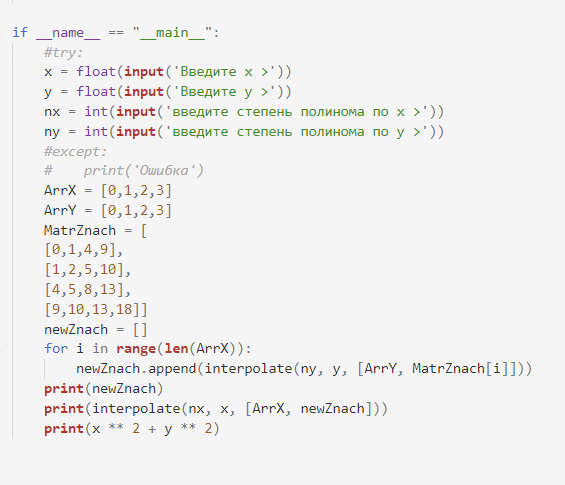 if __name__ == "__main__":
    #try:
    x = float(input('Введите x >'))
    y = float(input('Введите y >'))
    nx = int(input('введите степень полинома по x >'))
    ny = int(input('введите степень полинома по y >'))
    #except:
    #    print('Ошибка')
    ArrX = [0,1,2,3]
    ArrY = [0,1,2,3]
    MatrZnach = [
    [0,1,4,9],
    [1,2,5,10],
    [4,5,8,13],
    [9,10,13,18]]
    newZnach = []
    for i in range(len(ArrX)):
        newZnach.append(interpolate(ny, y, [ArrY, MatrZnach[i]]))
    print(newZnach)
    print(interpolate(nx, x, [ArrX, newZnach]))
    print(x ** 2 + y ** 2)